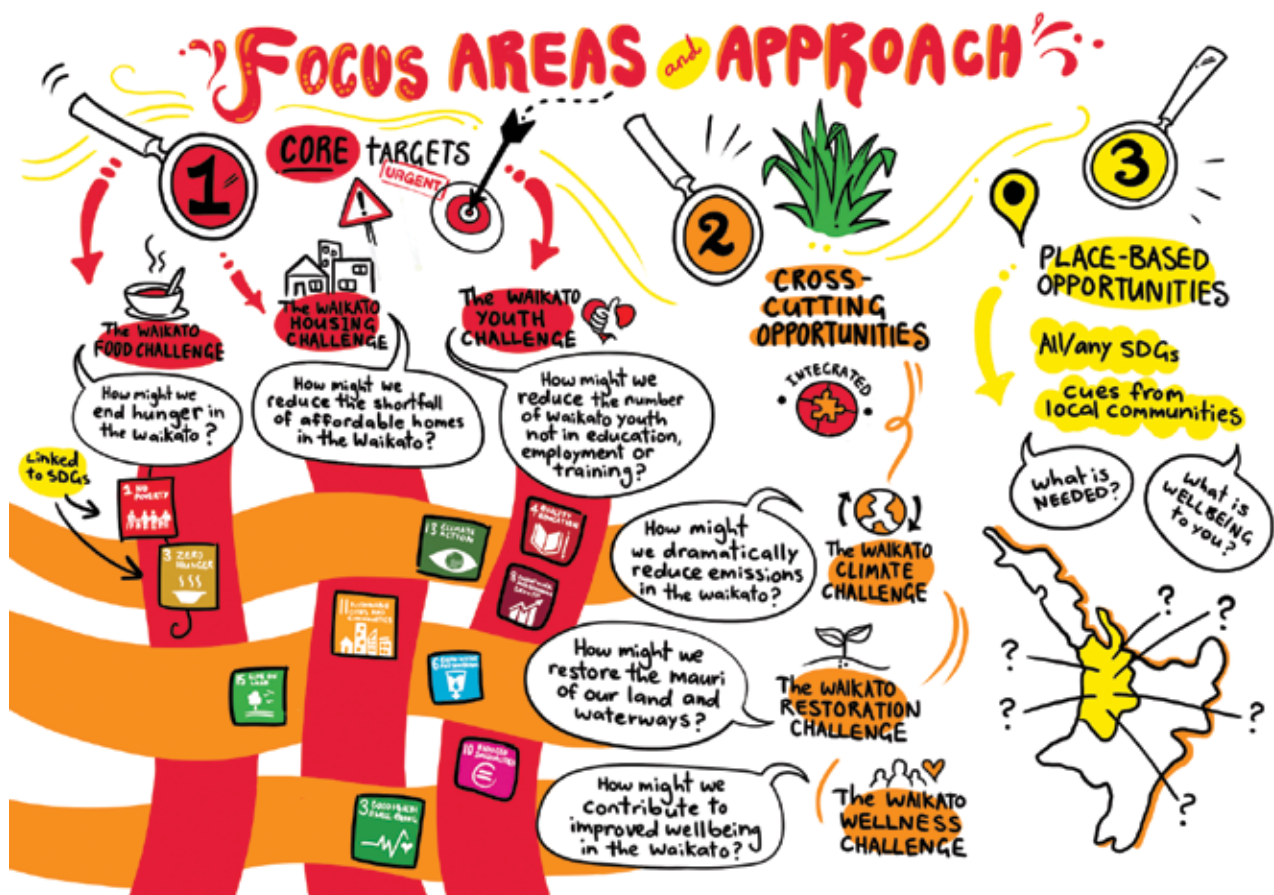 FOCUS AREAS and APPROACH
1
CORE TARGETS
URGENT
The WAIKATO
FOOD CHALLENGE
How might we
end hunger in
the Waikato?
The WAIKATO
HOUSING
CHALLENGE
How might we
reduce the shortfall
of affordable homes
in the Waikato?
The WAIKATO
YOUTH
CHALLENGE
How might we
reduce the number
of Waikato youth
not in education,
employment or
training?
Linked
to SDGs
1 NO
POVERTY
3 ZERO
HUNGER
13 CLIMATE
ACTION
4 QUALITY
EDUCATION
8
11 SUSTAINABLE
CITIES AND
COMMUNITIES
15 LIFE ON
LAND
6
10 REDUCED
INEQUALITIES
3 GOOD HEALTH
& WELL-BEING
2
CROSS-
CUTTING
OPPORTUNITIES
INTEGRATED
How might
we dramatically
reduce emissions
in the Waikato?
The WAIKATO
CLIMATE
CHALLENGE
How might we
restore the mauri
of our land and
waterways?
The WAIKATO
RESTORATION
CHALLENGE
How might we
contribute to
improved wellbeing
in the Waikato?
The WAIKATO
WELLNESS
CHALLENGE
3
PLACE-BASED
OPPORTUNITIES
All/any SDGs
cues from
local communities
What is
NEEDED?
What is
WELLBEING
to you?
?
?
?
?
?
?
?